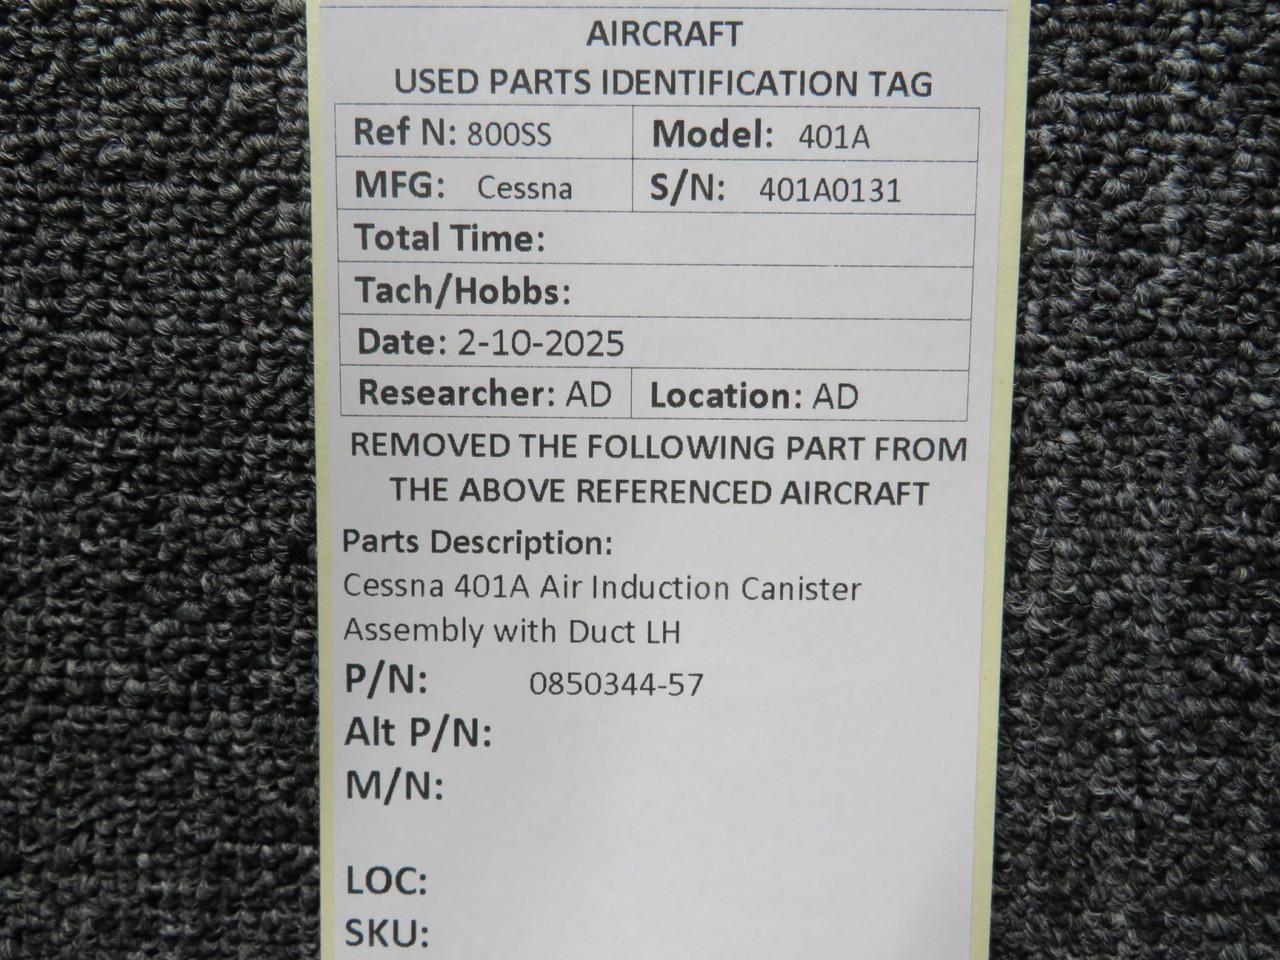 AIRCRAFT
USED PARTS IDENTIFICATION TAG
Ref N: 800SS Model: 401A
MFG: Cessna S/N: 401A0131
Total Time:
Tach/Hobbs:
Date: 2-10-2025
Researcher: AD Location: AD
REMOVED THE FOLLOWING PART FROM
THE ABOVE REFERENCED AIRCRAFT
Parts Description:
Cessna 401A Air Induction Canister
Assembly with Duct LH
P/N: 0850344-57
Alt P/N:
M/N:
LOC:
SKU: